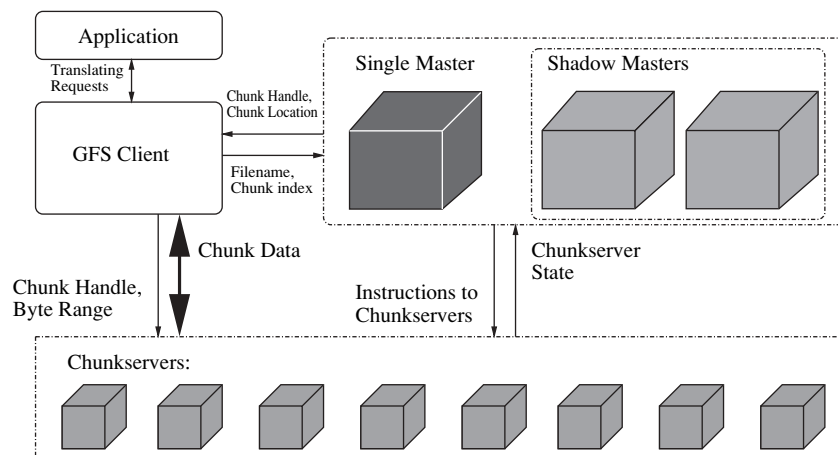 Application
Translating
Requests
GFS Client
Chunk Handle,
Chunk Location
Filename,
Chunk index
Single Master
Shadow Masters
Chunk Data
Chunk Handle,
Byte Range
Instructions to
Chunkservers
Chunkserver
State
Chunkservers: